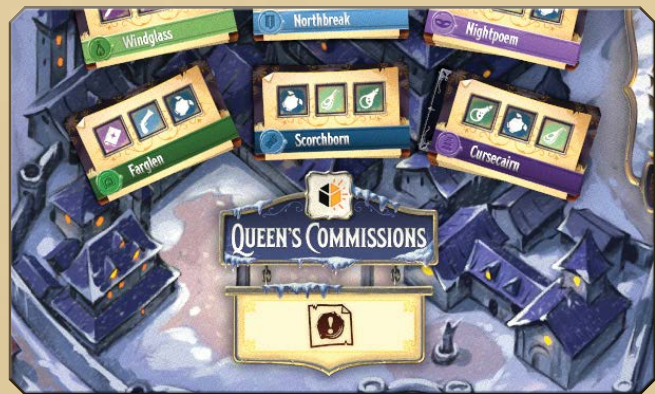 Windglass
Northbreak
Nightpoem
Farglen
Scorchborn
Cursecairn
QUEEN'S COMMISSIONS
!